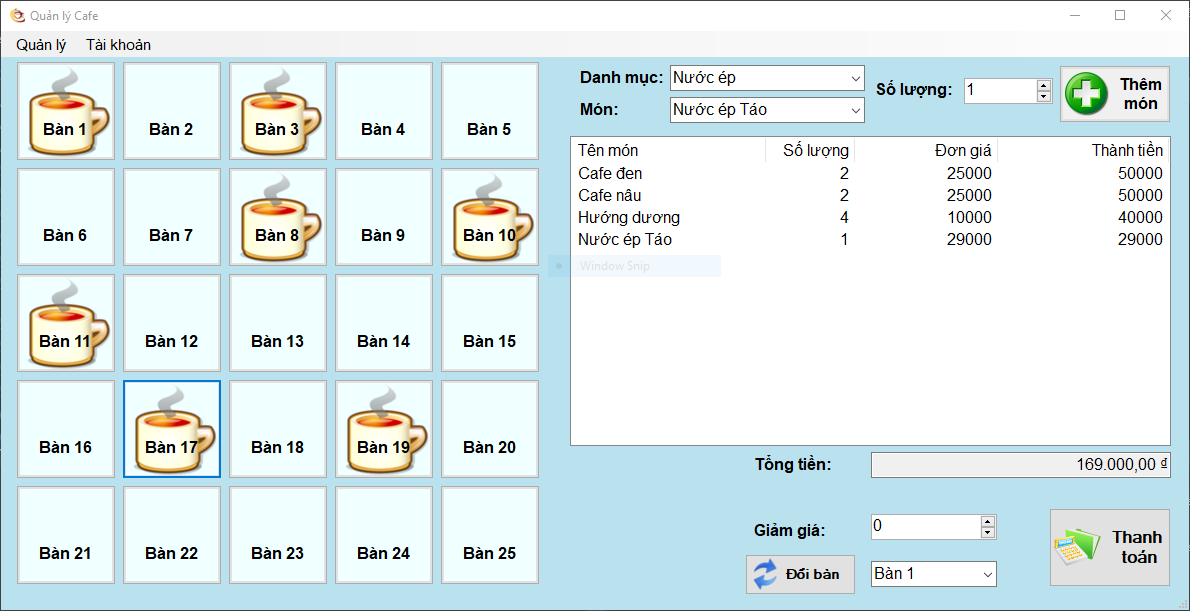 Quản lý Cafe
Quản lý Tài khoản
Bàn 1 Bàn 2 Bàn 3 Bàn 4 Bàn 5
Bàn 6 Bàn 7 Bàn 8 Bàn 9 Bàn 10
Bàn 11 Bàn 12 Bàn 13 Bàn 14 Bàn 15
Bàn 16 Bàn 17 Bàn 18 Bàn 19 Bàn 20
Bàn 21 Bàn 22 Bàn 23 Bàn 24 Bàn 25
Danh mục: Nước ép
Món: Nước ép Táo
Số lượng: 1
Thêm
món
Tên món Số lượng Đơn giá Thành tiền
Cafe đen 2 25000 50000
Cafe nâu 2 25000 50000
Hướng dương 4 10000 40000
Nước ép Táo 1 29000 29000
Window Snip
Tổng tiền: 169.000,00 ₫
Giảm giá: 0
Đổi bàn Bàn 1
Thanh
toán